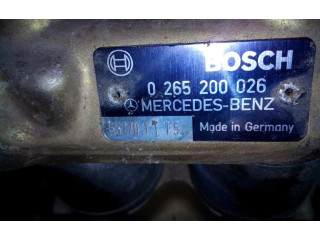 BOSCH
0 265 200 026
MERCEDES-BENZ
Made in Germany